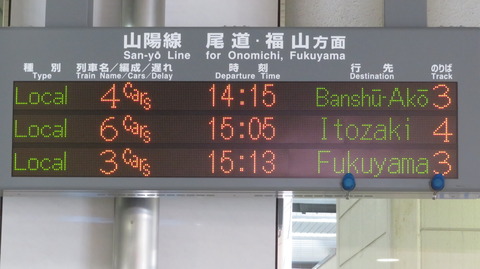 山陽線 尾道・福山方面
San-yō Line for Onomichi, Fukuyama
種別 列車名/編成/遅れ 時刻 行先 のりば
Type Train Name/Cars/Delay Departure Time Destination Track
Local 4 Cars 14:15 Banshū-Akō 3
Local 6 Cars 15:05 Itozaki 4
Local 3 Cars 15:13 Fukuyama 3